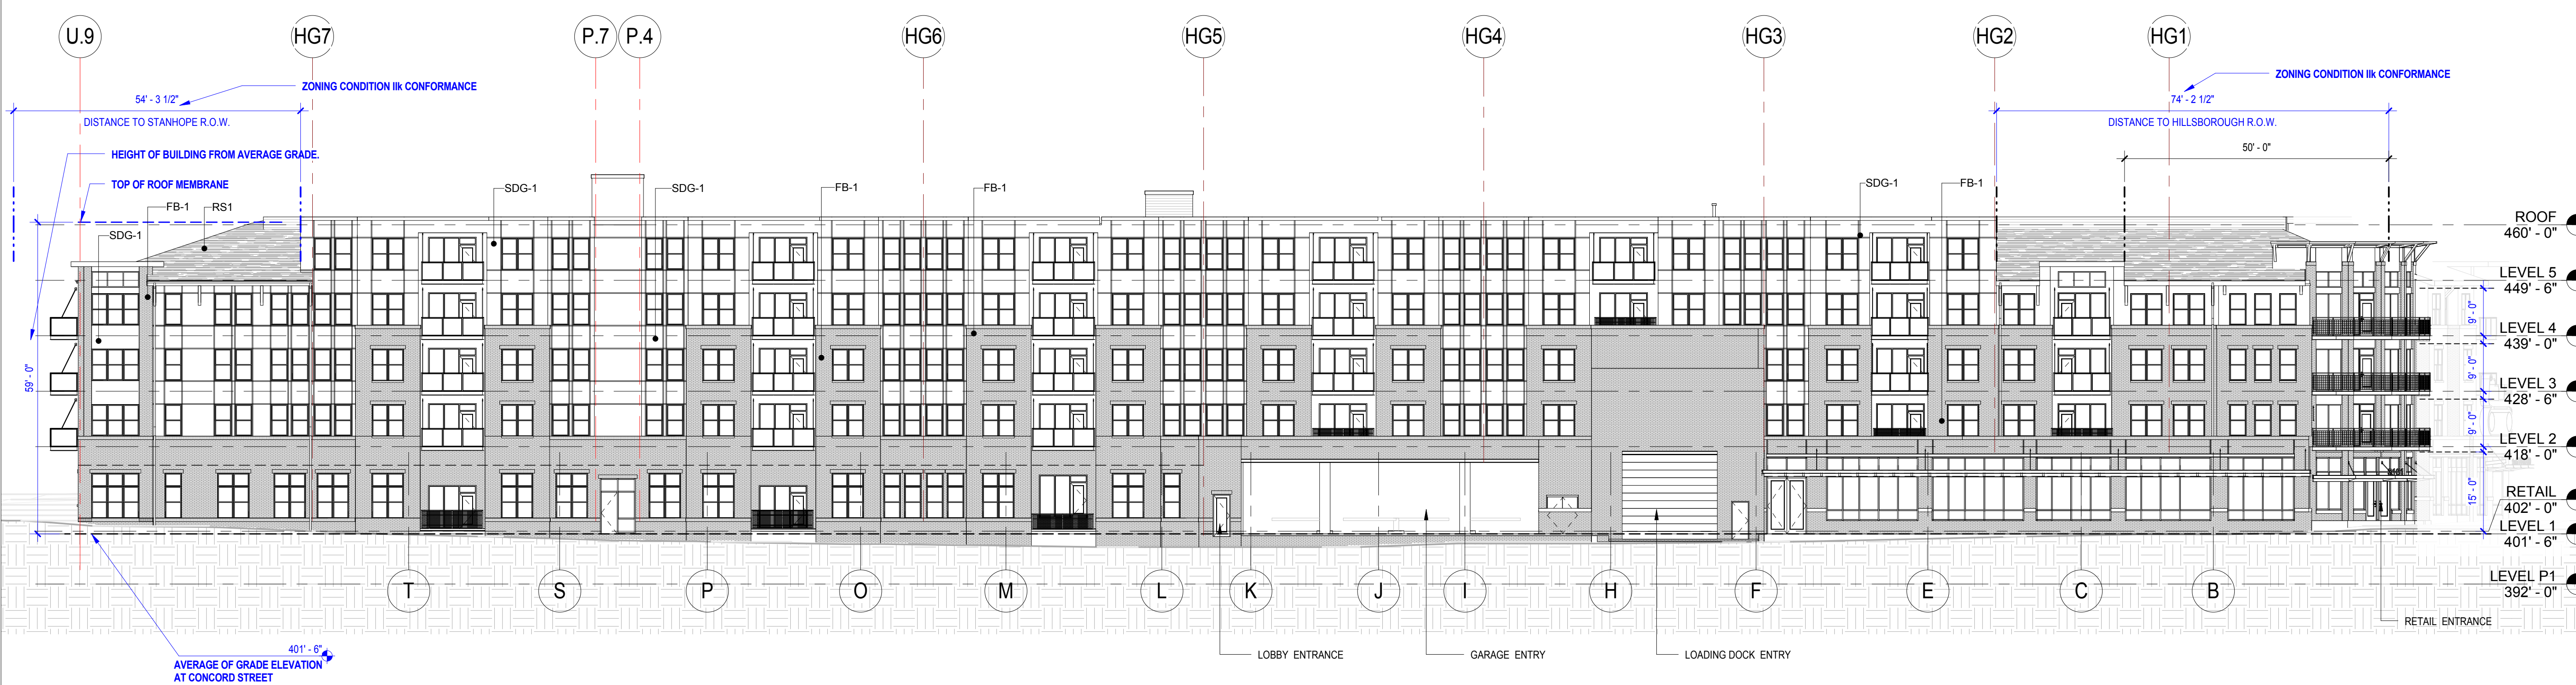 U.9
HG7
P.7
P.4
HG6
HG5
HG4
HG3
HG2
HG1
ZONING CONDITION IIk CONFORMANCE
54' - 3 1/2"
DISTANCE TO STANHOPE R.O.W.
ZONING CONDITION IIk CONFORMANCE
74' - 2 1/2"
DISTANCE TO HILLSBOROUGH R.O.W.
50' - 0"
HEIGHT OF BUILDING FROM AVERAGE GRADE.
TOP OF ROOF MEMBRANE
FB-1
RS1
SDG-1
SDG-1
SDG-1
FB-1
FB-1
SDG-1
FB-1
59' - 0"
ROOF
460' - 0"
LEVEL 5
449' - 6"
9' - 0"
LEVEL 4
439' - 0"
9' - 0"
LEVEL 3
428' - 6"
9' - 0"
LEVEL 2
418' - 0"
15' - 0"
RETAIL
402' - 0"
LEVEL 1
401' - 6"
LEVEL P1
392' - 0"
T
S
P
O
M
L
K
J
I
H
F
E
C
B
RETAIL ENTRANCE
LOBBY ENTRANCE
GARAGE ENTRY
LOADING DOCK ENTRY
401' - 6"
AVERAGE OF GRADE ELEVATION
AT CONCORD STREET